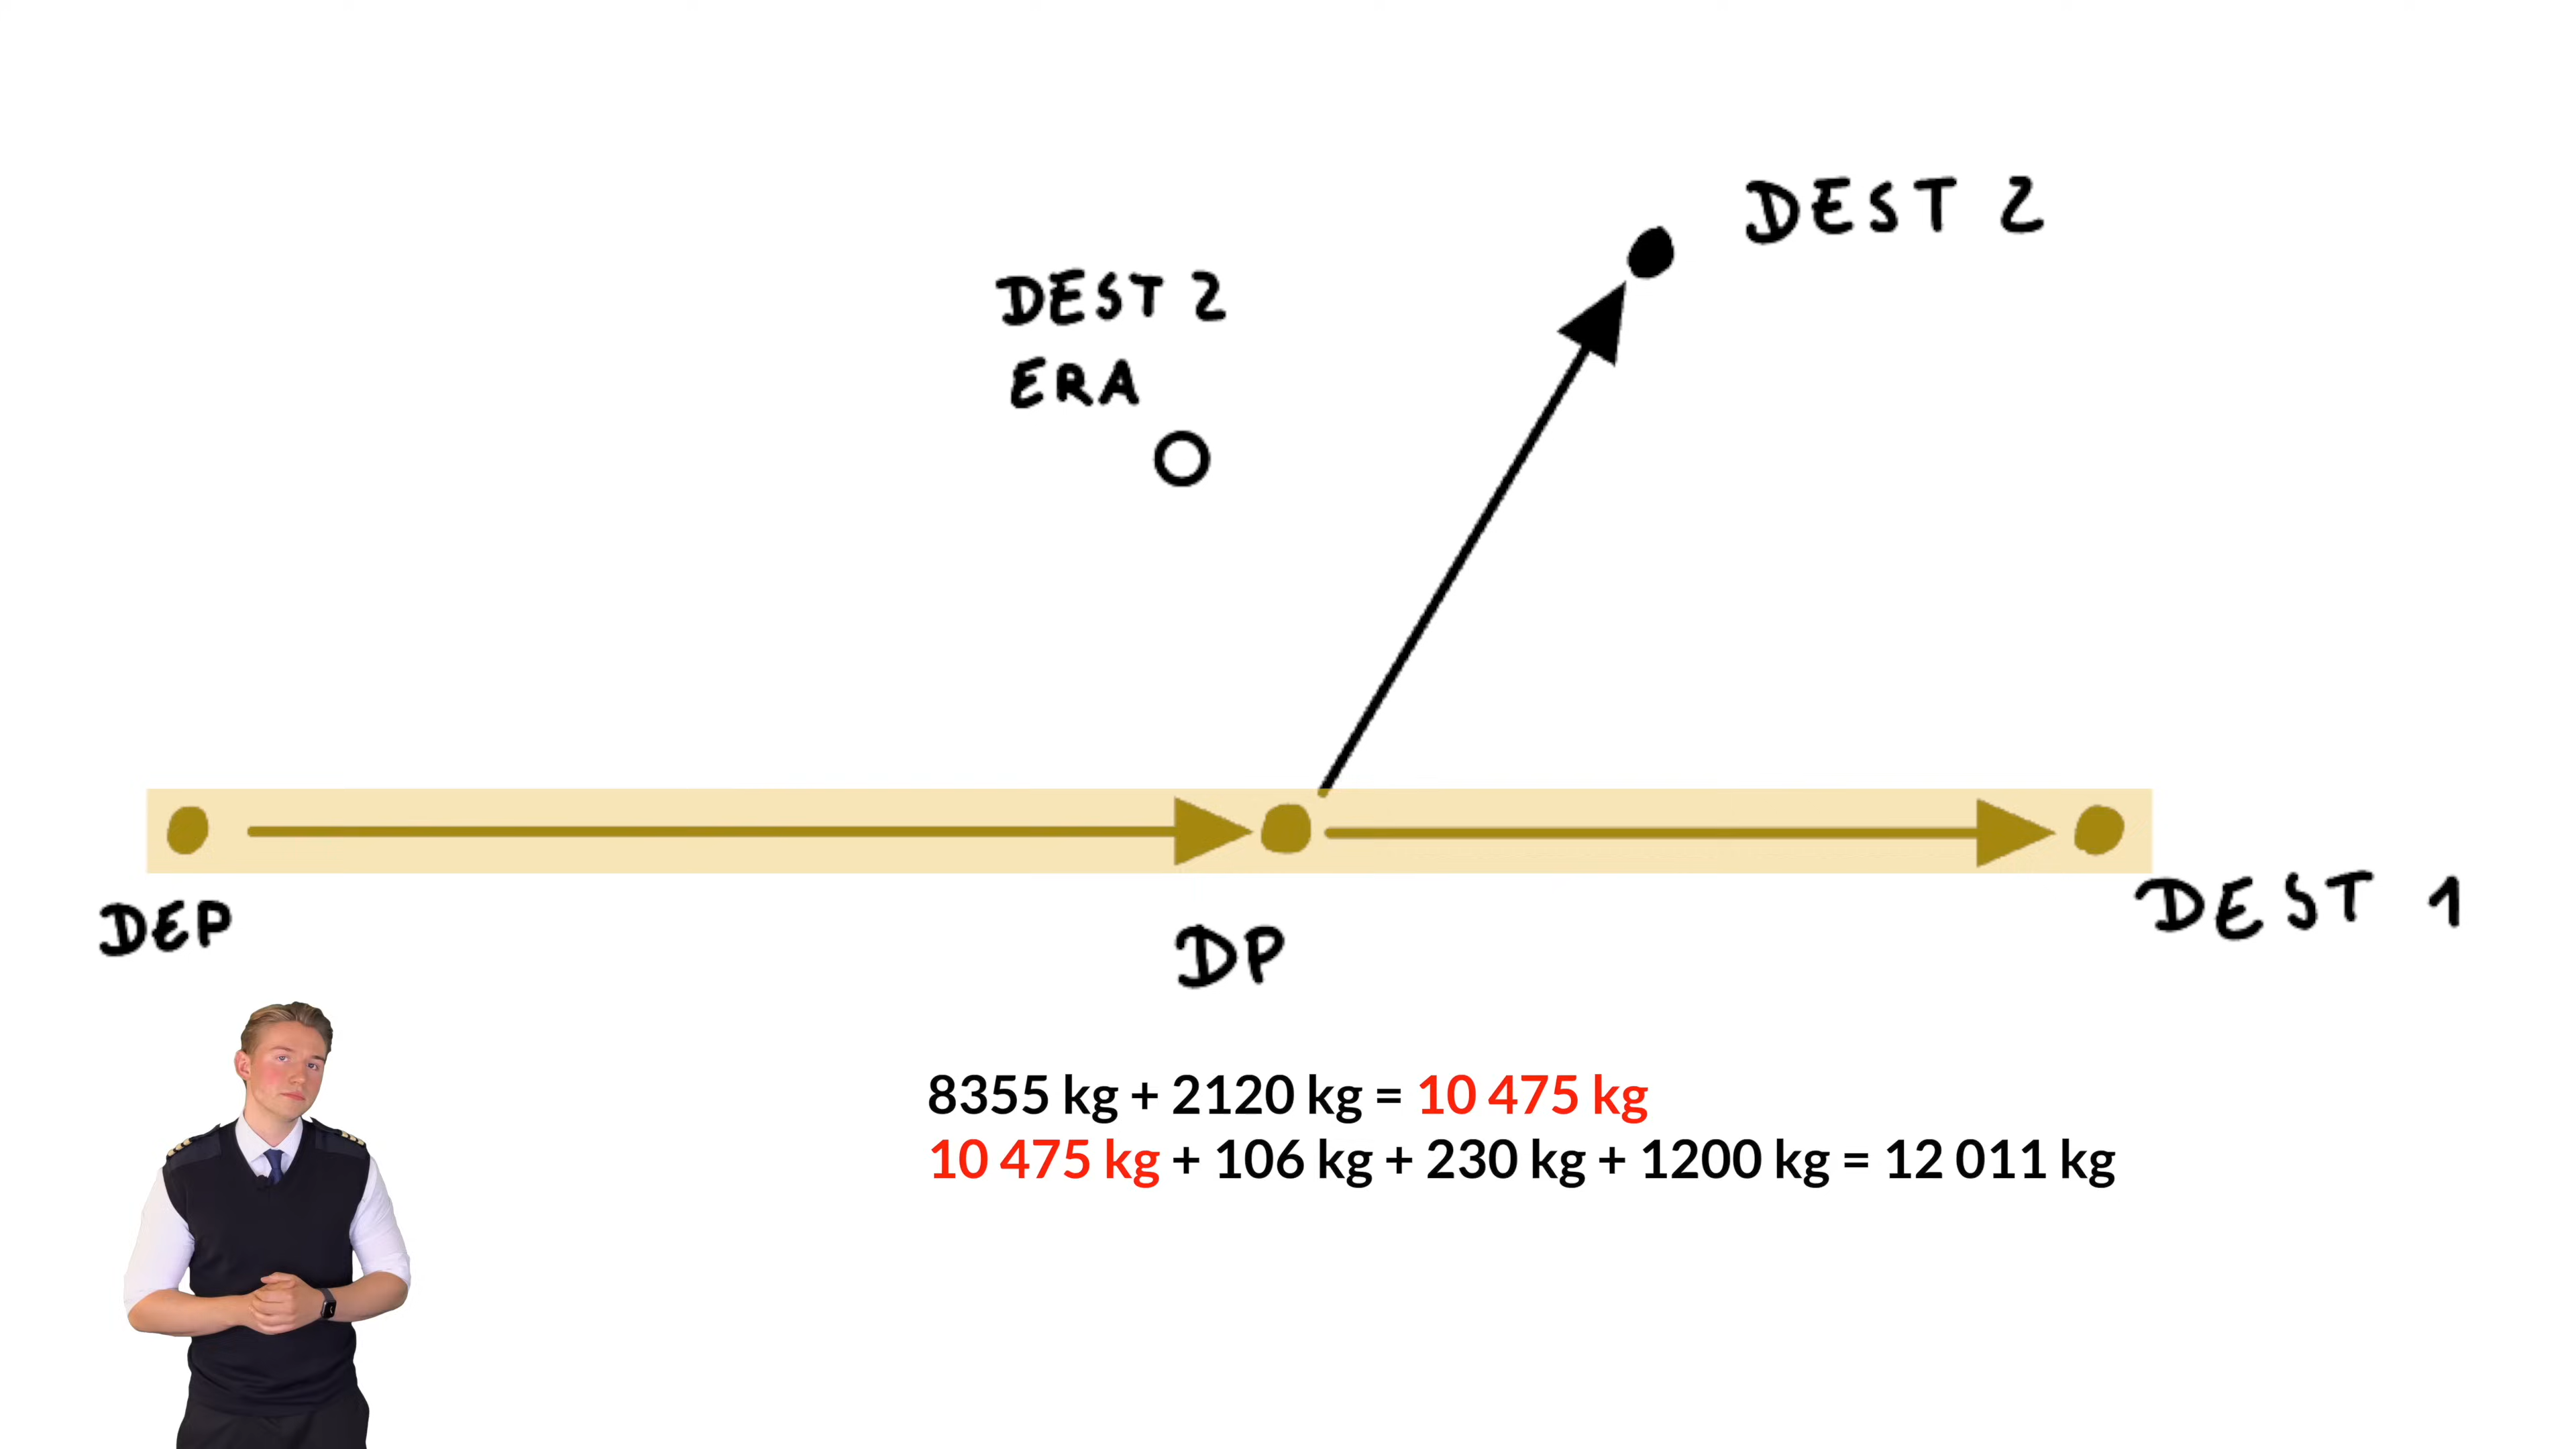 DEST 2
DEST 2
ERA
DEP
DP
DEST 1
8355 kg + 2120 kg = 10 475 kg
10 475 kg + 106 kg + 230 kg + 1200 kg = 12 011 kg